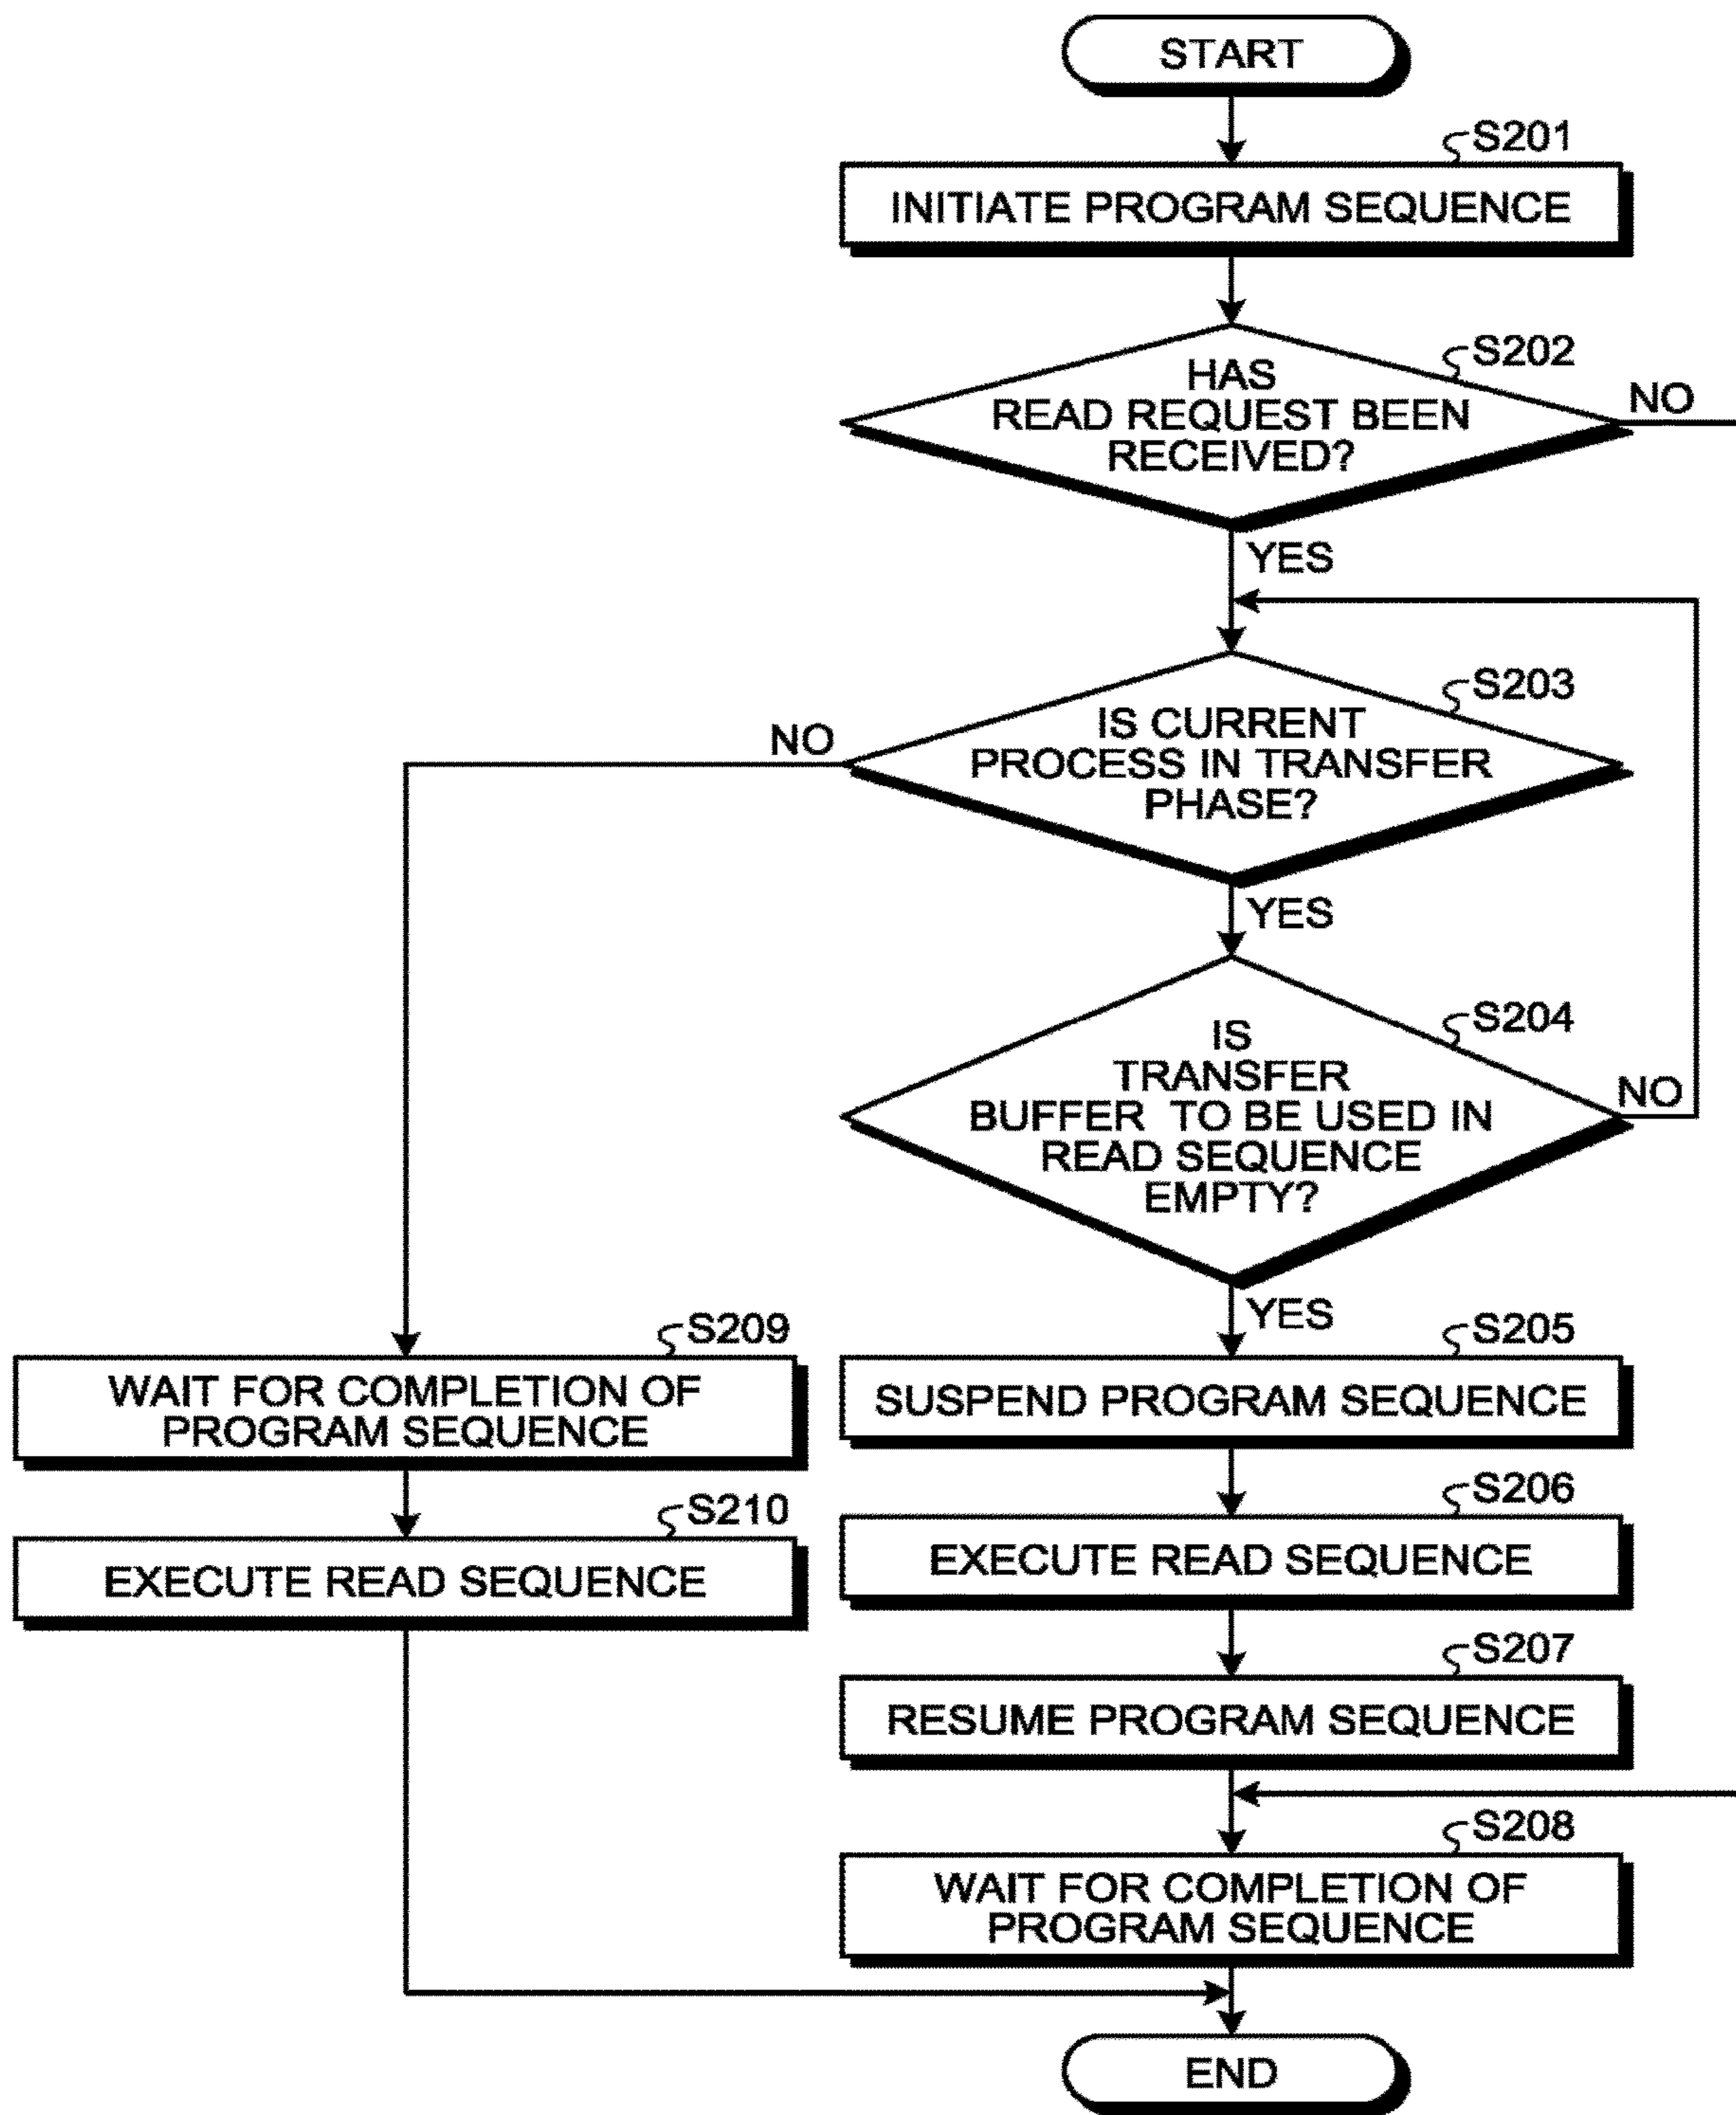 START
S201
INITIATE PROGRAM SEQUENCE
S202
HAS
READ REQUEST BEEN
RECEIVED?
NO
YES
S203
IS CURRENT
PROCESS IN TRANSFER
PHASE?
NO
YES
S204
IS
TRANSFER
BUFFER TO BE USED IN
READ SEQUENCE
EMPTY?
NO
YES
S209
WAIT FOR COMPLETION OF
PROGRAM SEQUENCE
S205
SUSPEND PROGRAM SEQUENCE
S210
EXECUTE READ SEQUENCE
S206
EXECUTE READ SEQUENCE
S207
RESUME PROGRAM SEQUENCE
S208
WAIT FOR COMPLETION OF
PROGRAM SEQUENCE
END